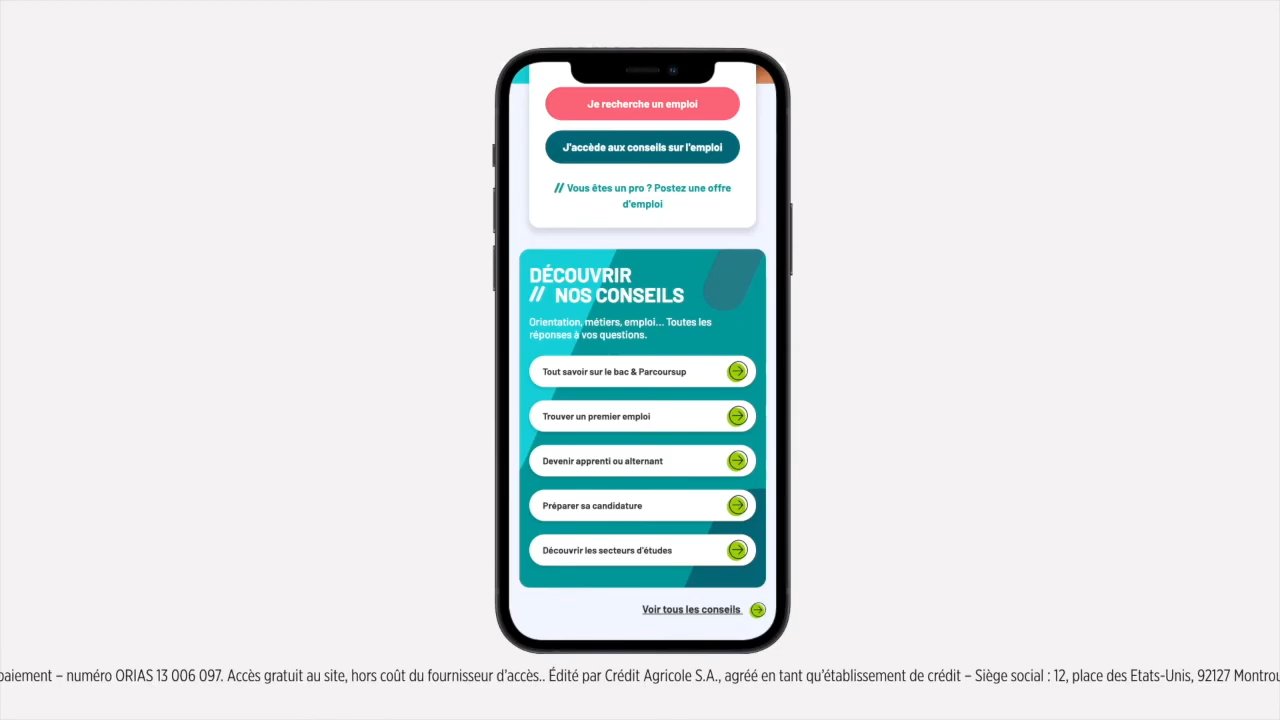 Je recherche un emploi
J'accède aux conseils sur l'emploi
// Vous êtes un pro ? Postez une offre
d'emploi
DÉCOUVRIR
// NOS CONSEILS
Orientation, métiers, emploi... Toutes les
réponses à vos questions.
Tout savoir sur le bac & Parcoursup
Trouver un premier emploi
Devenir apprenti ou alternant
Préparer sa candidature
Découvrir les secteurs d'études
Voir tous les conseils
paiement – numéro ORIAS 13 006 097. Accès gratuit au site, hors coût du fournisseur d'accès.. Édité par Crédit Agricole S.A., agréé en tant qu'établissement de crédit – Siège social : 12, place des Etats-Unis, 92127 Montrou